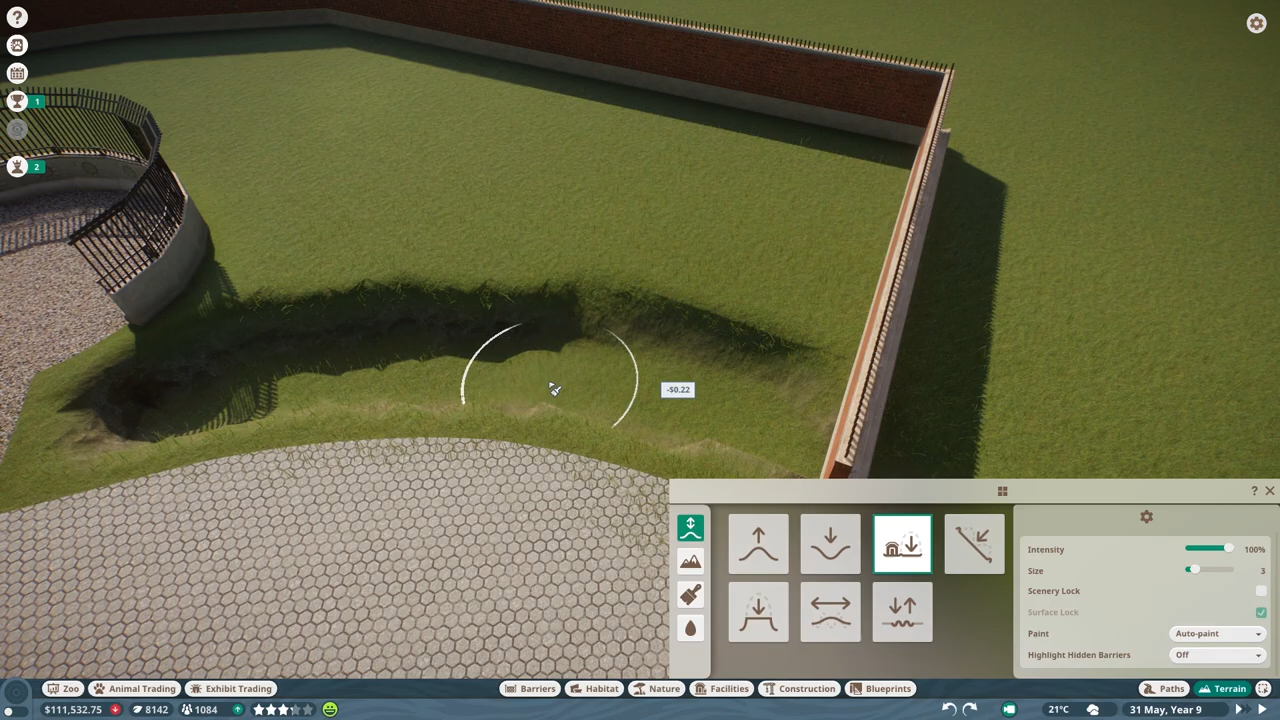 ?
1
2
-$0.22
?
Intensity 100%
Size 3
Scenery Lock
Surface Lock
Paint Auto-paint
Highlight Hidden Barriers Off
Zoo Animal Trading Exhibit Trading Barriers Habitat Nature Facilities Construction Blueprints Paths Terrain
$111,532.75 8142 1084 21°C 31 May, Year 9